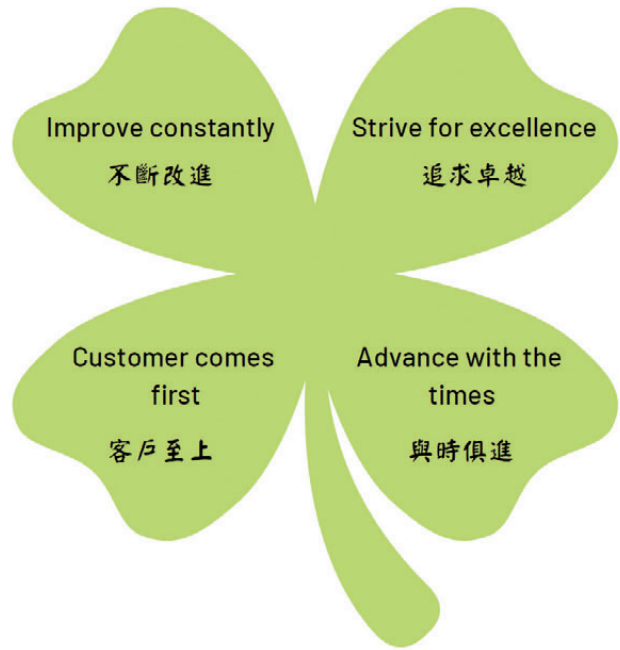 Improve constantly
不斷改進
Strive for excellence
追求卓越
Customer comes
first
客戶至上
Advance with the
times
與時俱進